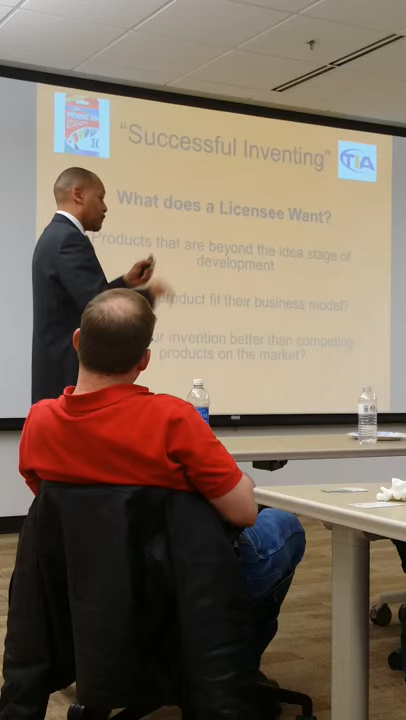 "Successful Inventing"
TIA
What does a Licensee Want?
Products that are beyond the idea stage of
development
product fit their business model?
invention better than competing
products on the market?